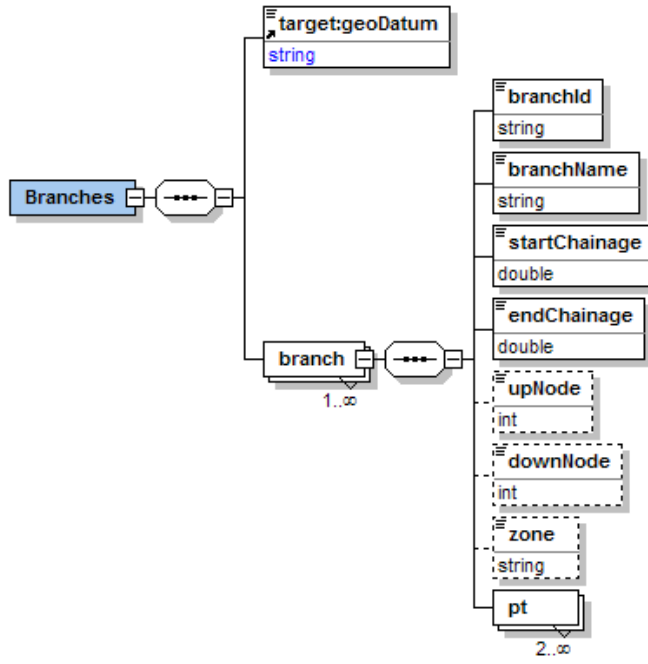 target:geoDatum
string
Branches
branch
1..∞
branchId
string
branchName
string
startChainage
double
endChainage
double
upNode
int
downNode
int
zone
string
pt
2..∞